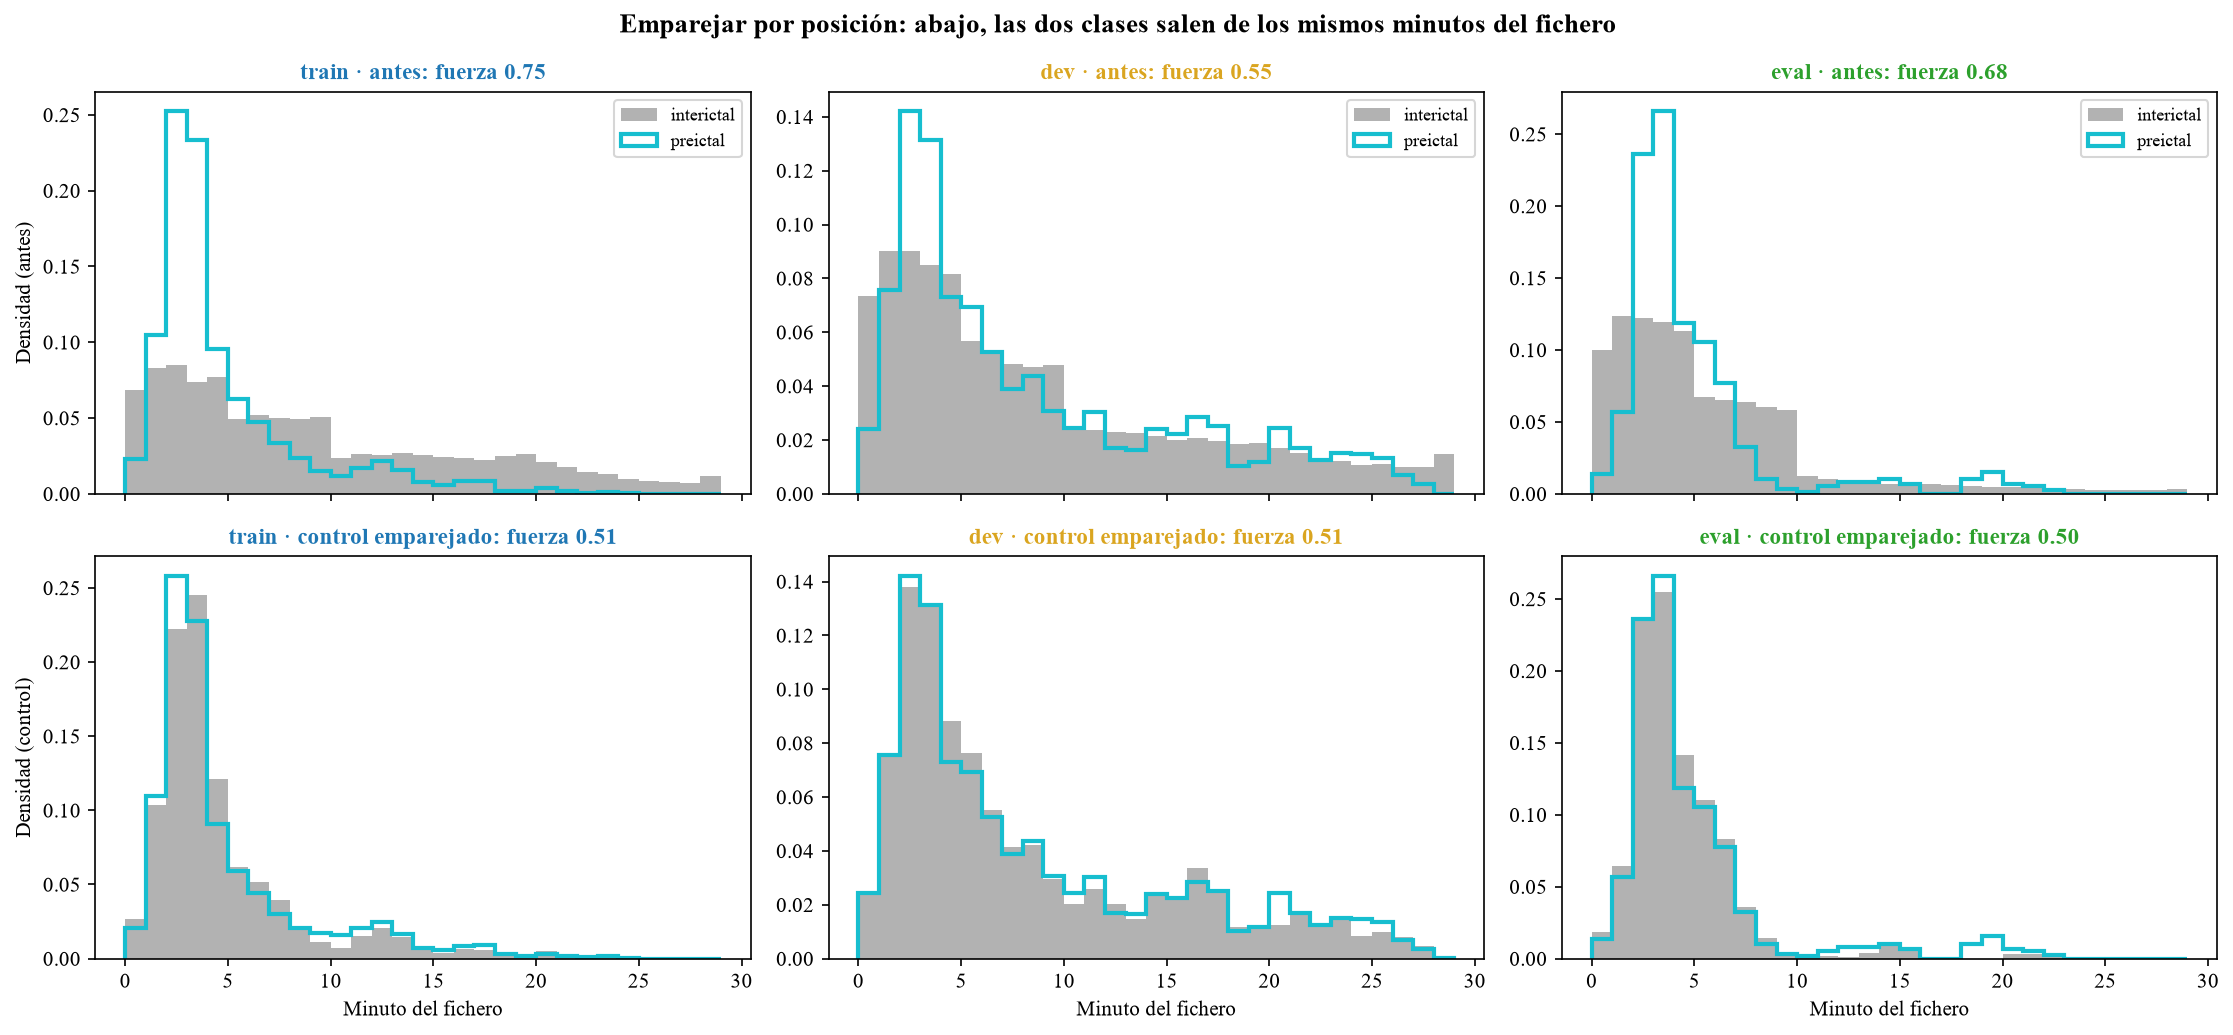 Emparejar por posición: abajo, las dos clases salen de los mismos minutos del fichero
train · antes: fuerza 0.75
dev · antes: fuerza 0.55
eval · antes: fuerza 0.68
Densidad (antes)
0.25
0.20
0.15
0.10
0.05
0.00
interictal
preictal
0.14
0.12
0.10
0.08
0.06
0.04
0.02
0.00
interictal
preictal
0.25
0.20
0.15
0.10
0.05
0.00
interictal
preictal
train · control emparejado: fuerza 0.51
dev · control emparejado: fuerza 0.51
eval · control emparejado: fuerza 0.50
Densidad (control)
0.25
0.20
0.15
0.10
0.05
0.00
0 5 10 15 20 25 30
Minuto del fichero
0.14
0.12
0.10
0.08
0.06
0.04
0.02
0.00
0 5 10 15 20 25 30
Minuto del fichero
0.25
0.20
0.15
0.10
0.05
0.00
0 5 10 15 20 25 30
Minuto del fichero